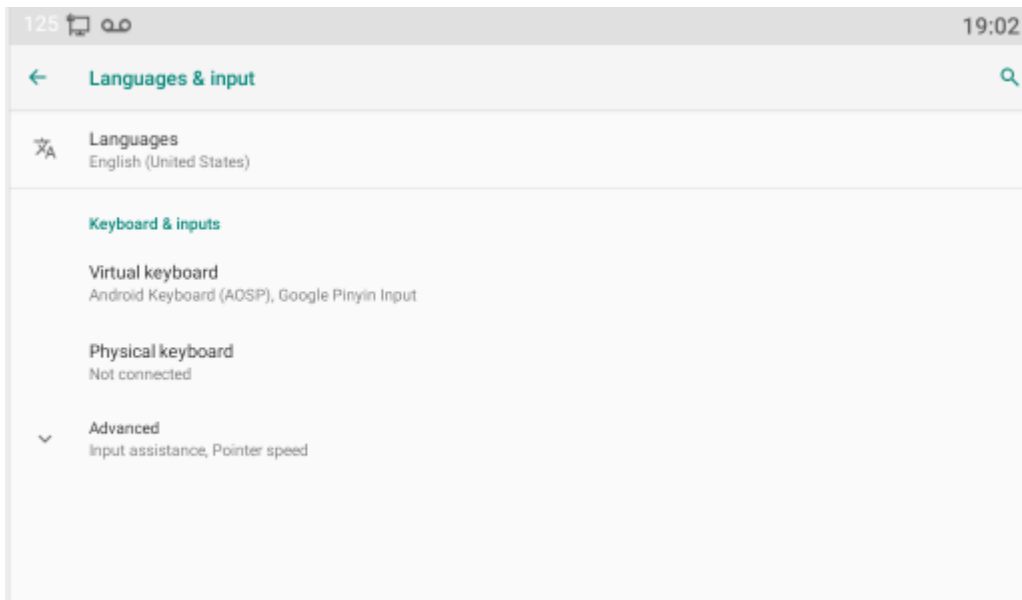 125 19:02
Languages & input
Languages
English (United States)
Keyboard & inputs
Virtual keyboard
Android Keyboard (AOSP), Google Pinyin Input
Physical keyboard
Not connected
Advanced
Input assistance, Pointer speed